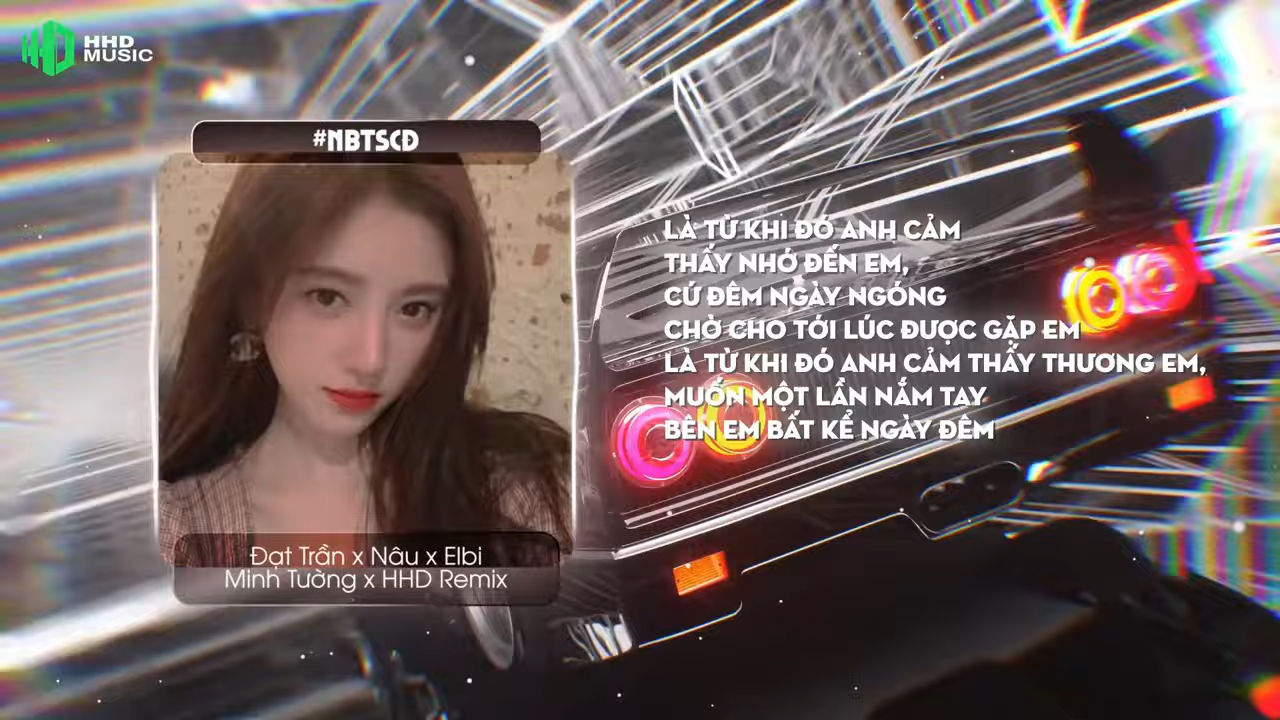 HHD
MUSIC
#NBTSCD
LÀ TỪ KHI ĐÓ ANH CẢM
THẤY NHỚ ĐẾN EM,
CỨ ĐÊM NGÀY NGÓNG
CHỜ CHO TỚI LÚC ĐƯỢC GẶP EM
LÀ TỪ KHI ĐÓ ANH CẢM THẤY THƯƠNG EM,
MUỐN MỘT LẦN NẮM TAY
BÊN EM BẤT KỂ NGÀY ĐÊM
Đạt Trần x Nâu x Elbi
Minh Tường x HHD Remix